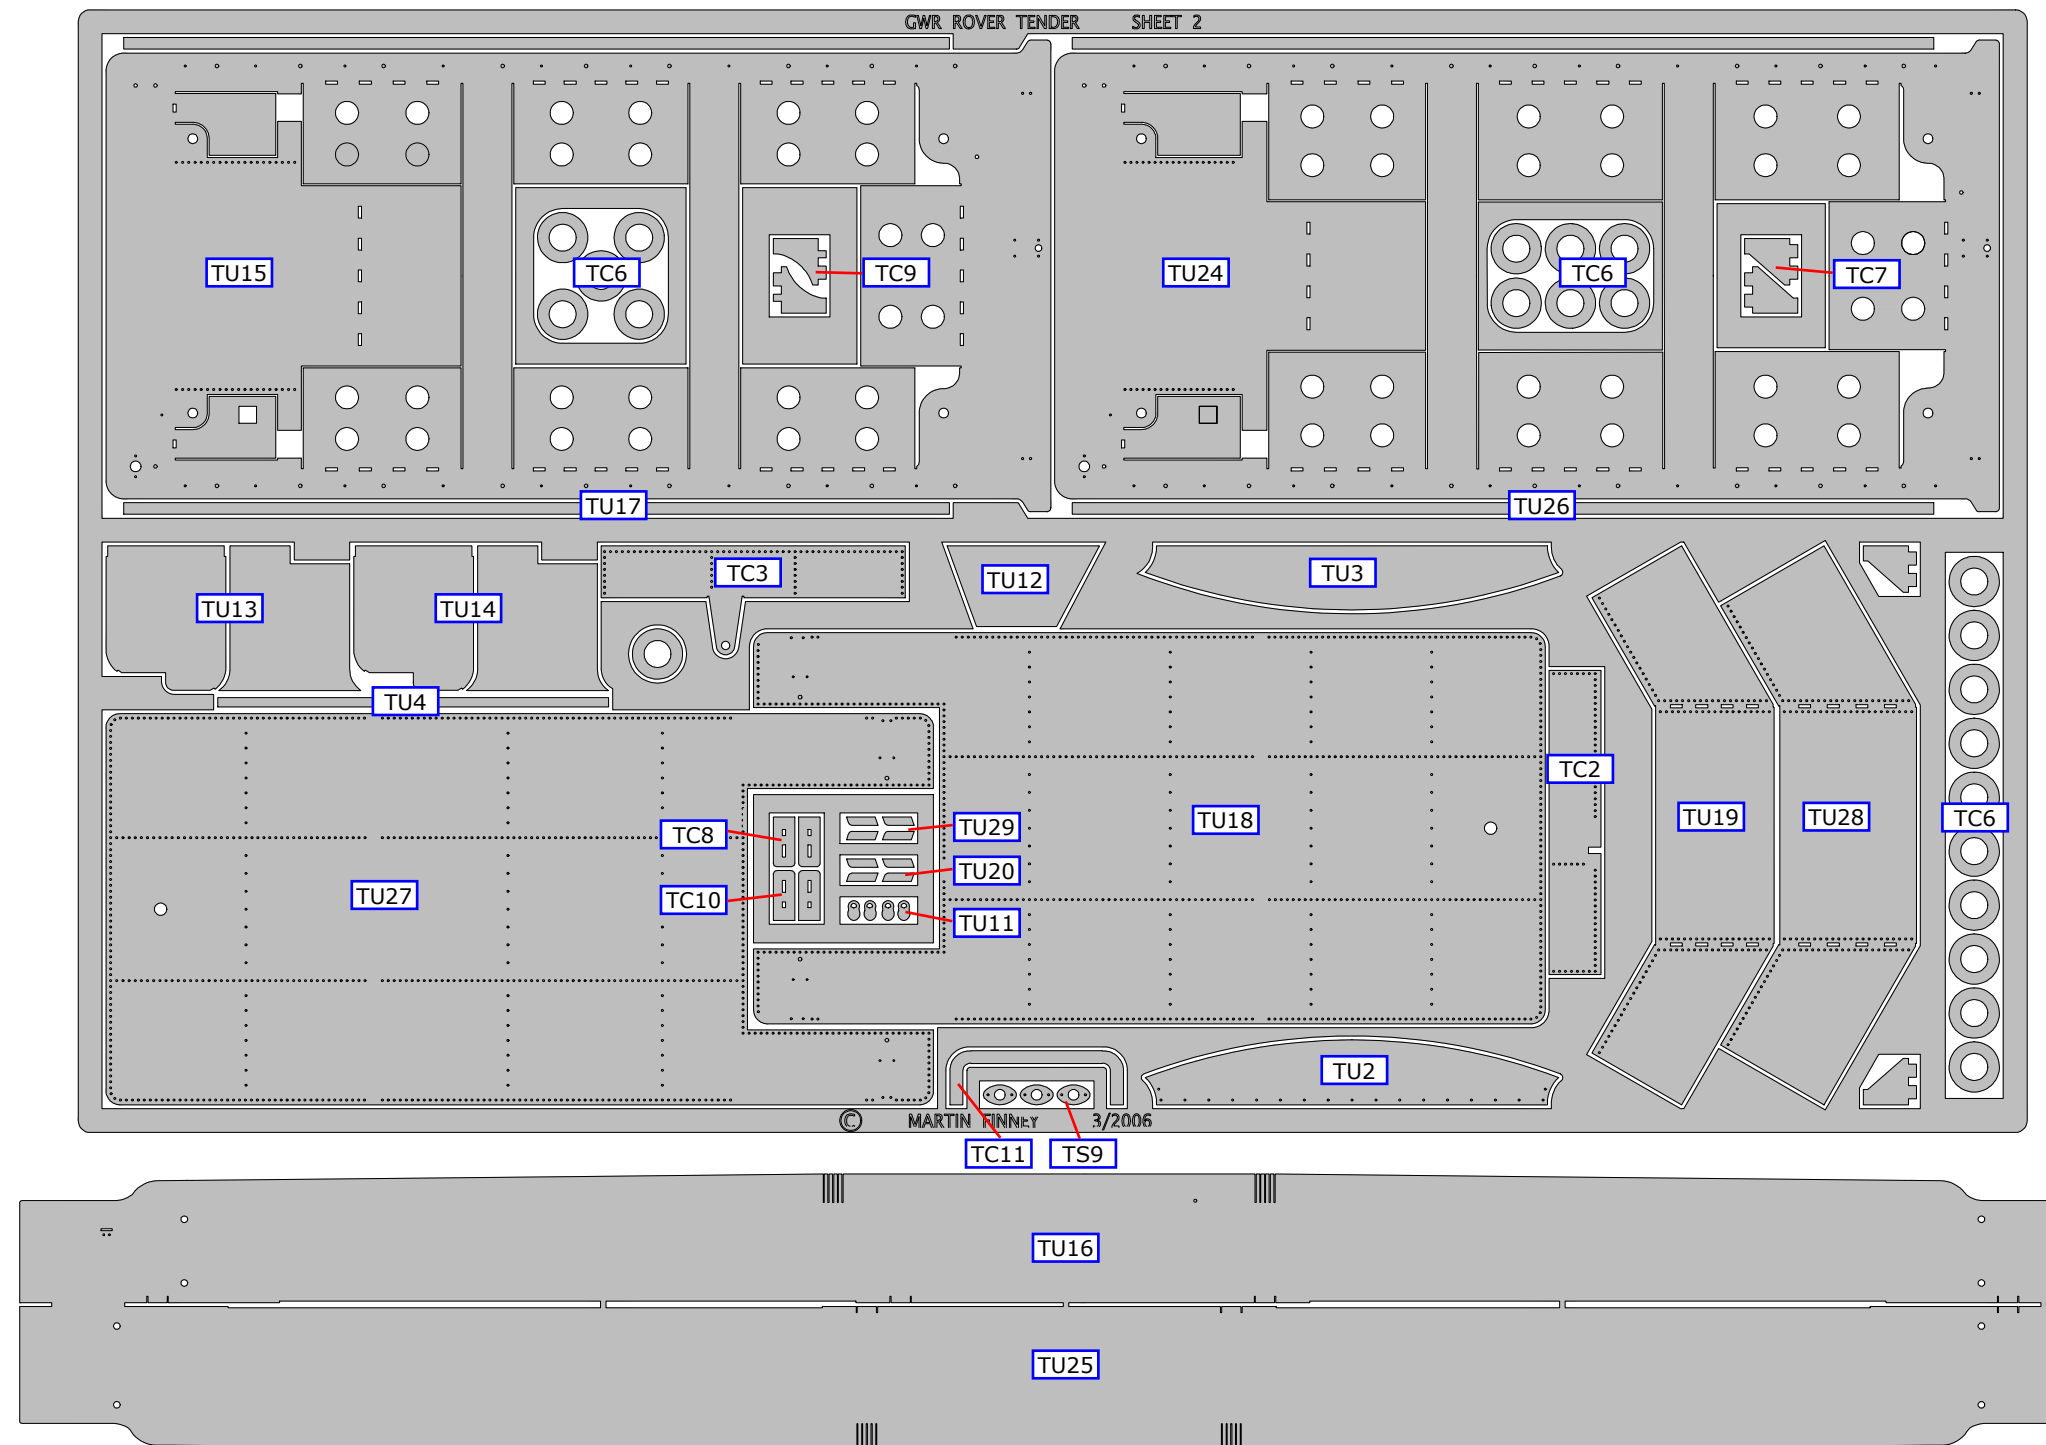 GWR ROVER TENDER SHEET 2
TU15
TC6
TC9
TU24
TC6
TC7
TU17
TU26
TU13
TU14
TC3
TU12
TU3
TU4
TC2
TU19
TU28
TC6
TC8
TU29
TU18
TU20
TU27
TC10
TU11
TU2
© MARTIN FINNEY 3/2006
TC11
TS9
TU16
TU25